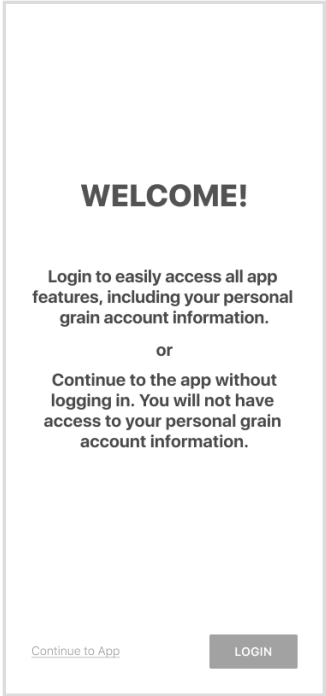 WELCOME!
Login to easily access all app
features, including your personal
grain account information.
or
Continue to the app without
logging in. You will not have
access to your personal grain
account information.
Continue to App
LOGIN